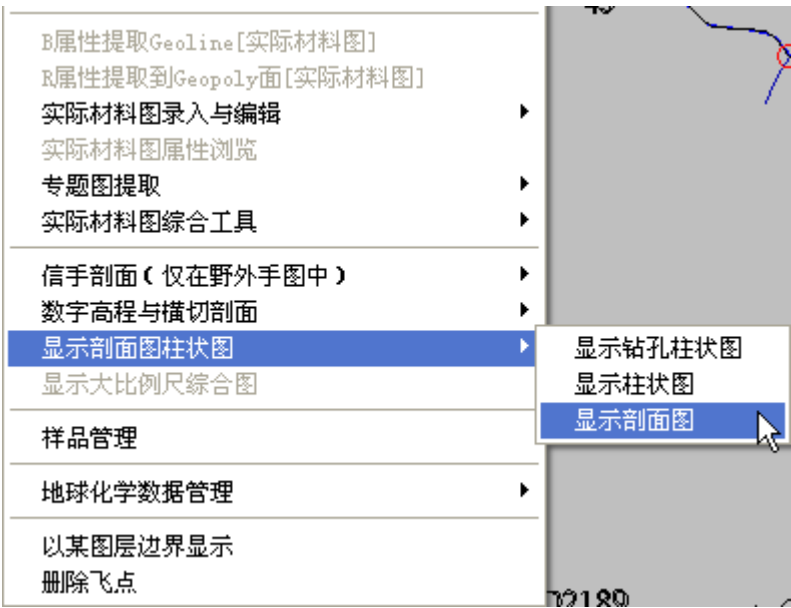 B属性提取Geoline[实际材料图]
R属性提取到Geopoly面[实际材料图]
实际材料图录入与编辑
实际材料图属性浏览
专题图提取
实际材料图综合工具
信手剖面(仅在野外手图中)
数字高程与横切剖面
显示剖面图柱状图
显示大比例尺综合图
样品管理
地球化学数据管理
以某图层边界显示
删除飞点
显示钻孔柱状图
显示柱状图
显示剖面图